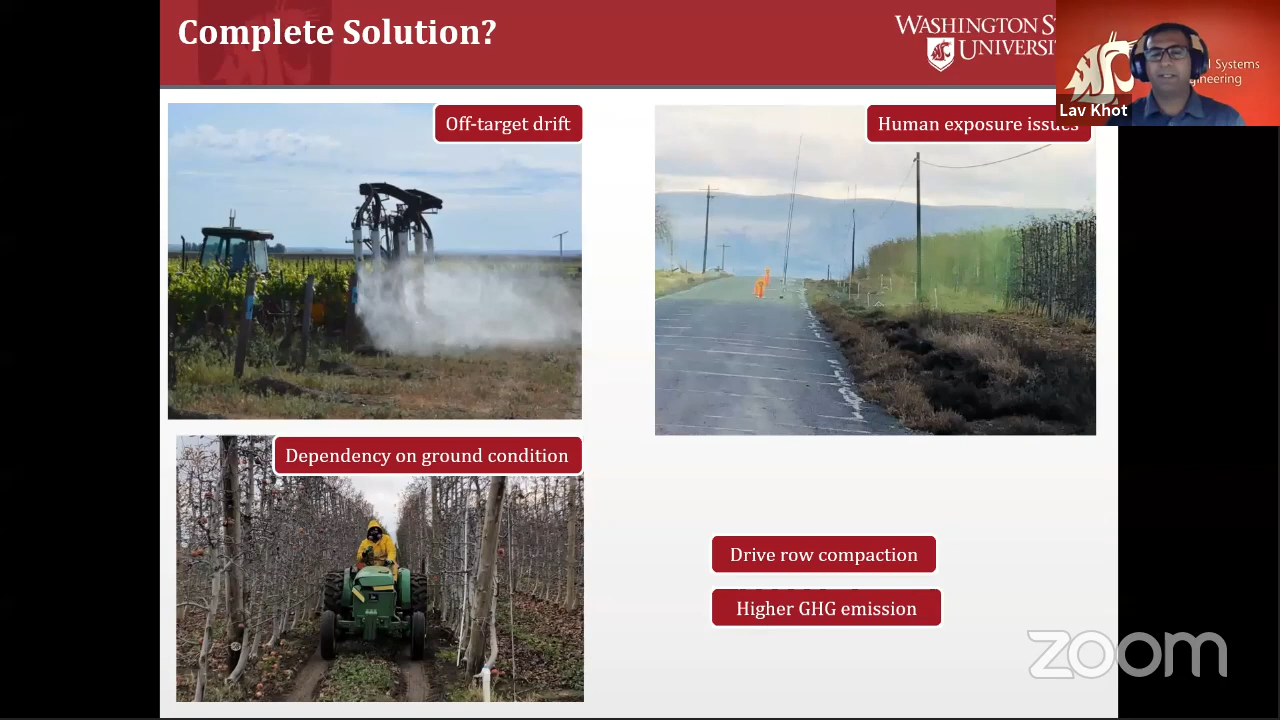 Complete Solution?
WASHINGTON
UNIVERSI
Systems
Lav Khot
Off-target drift
Human exposure issues
Dependency on ground condition
Drive row compaction
Higher GHG emission
zoom